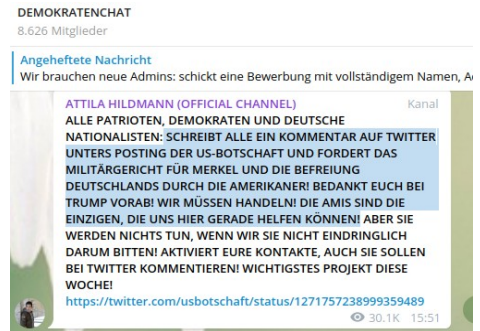 DEMOKRATENCHAT
8.626 Mitglieder
Angeheftete Nachricht
Wir brauchen neue Admins: schickt eine Bewerbung mit vollständigem Namen,
ATTILA HILDMANN (OFFICIAL CHANNEL) Kanal
ALLE PATRIOTEN, DEMOKRATEN UND DEUTSCHE
NATIONALISTEN: SCHREIBT ALLE EIN KOMMENTAR AUF TWITTER
UNTERS POSTING DER US-BOTSCHAFT UND FORDERT DAS
MILITÄRGERICHT FÜR MERKEL UND DIE BEFREIUNG
DEUTSCHLANDS DURCH DIE AMERIKANER! BEDANKT EUCH BEI
TRUMP VORAB! WIR MÜSSEN HANDELN! DIE AMIS SIND DIE
EINZIGEN, DIE UNS HIER GERADE HELFEN KÖNNEN! ABER SIE
WERDEN NICHTS TUN, WENN WIR SIE NICHT EINDRINGLICH
DARUM BITTEN! AKTIVIERT EURE KONTAKTE, AUCH SIE SOLLEN
BEI TWITTER KOMMENTIEREN! WICHTIGSTES PROJEKT DIESE
WOCHE!
https://twitter.com/usbotschaft/status/1271757238999359489
30.1K 15:51